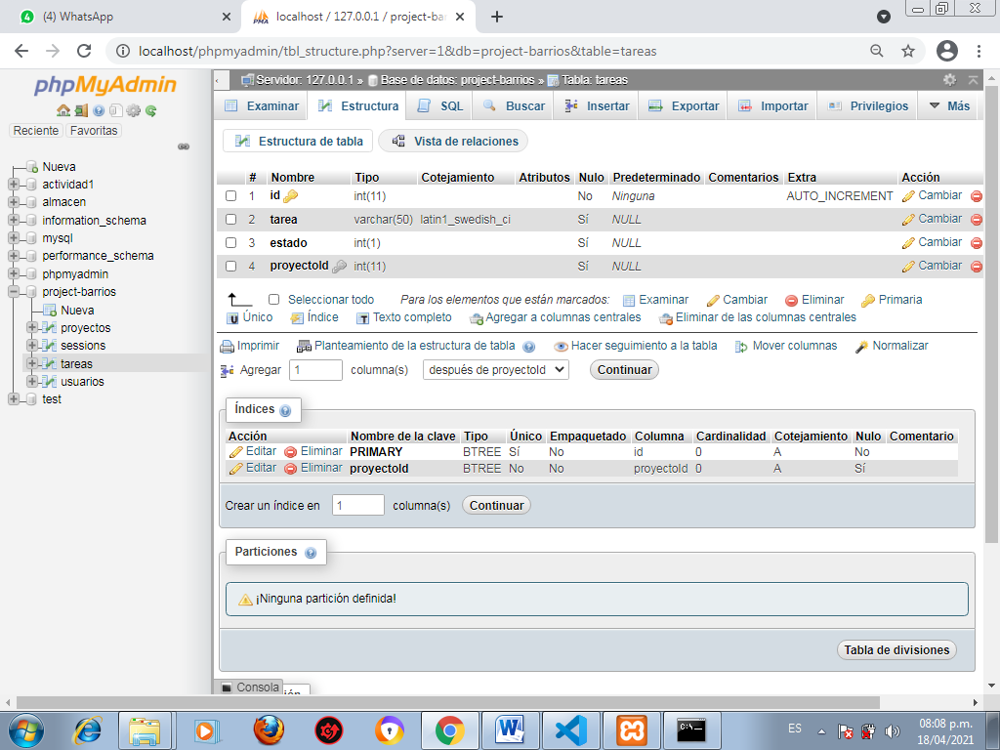 (4) WhatsApp
localhost / 127.0.0.1 / project-bar
localhost/phpmyadmin/tbl_structure.php?server=1&db=project-barrios&table=tareas
phpMyAdmin
Reciente Favoritas
Nueva
actividad1
almacen
information_schema
mysql
performance_schema
phpmyadmin
project-barrios
Nueva
proyectos
sessions
tareas
usuarios
test
Servidor: 127.0.0.1 » Base de datos: project-barrios » Tabla: tareas
Examinar Estructura SQL Buscar Insertar Exportar Importar Privilegios Más
Estructura de tabla Vista de relaciones
# Nombre Tipo Cotejamiento Atributos Nulo Predeterminado Comentarios Extra Acción
1 id int(11) No Ninguna AUTO_INCREMENT Cambiar
2 tarea varchar(50) latin1_swedish_ci Sí NULL Cambiar
3 estado int(1) Sí NULL Cambiar
4 proyectoId int(11) Sí NULL Cambiar
Seleccionar todo Para los elementos que están marcados: Examinar Cambiar Eliminar Primaria
Único Índice Texto completo Agregar a columnas centrales Eliminar de las columnas centrales
Imprimir Planteamiento de la estructura de tabla Hacer seguimiento a la tabla Mover columnas Normalizar
Agregar 1 columna(s) después de proyectoId Continuar
Índices
Acción Nombre de la clave Tipo Único Empaquetado Columna Cardinalidad Cotejamiento Nulo Comentario
Editar Eliminar PRIMARY BTREE Sí No id 0 A No
Editar Eliminar proyectoId BTREE No No proyectoId 0 A Sí
Crear un índice en 1 columna(s) Continuar
Particiones
¡Ninguna partición definida!
Tabla de divisiones
Consola
ES 08:08 p.m.
18/04/2021